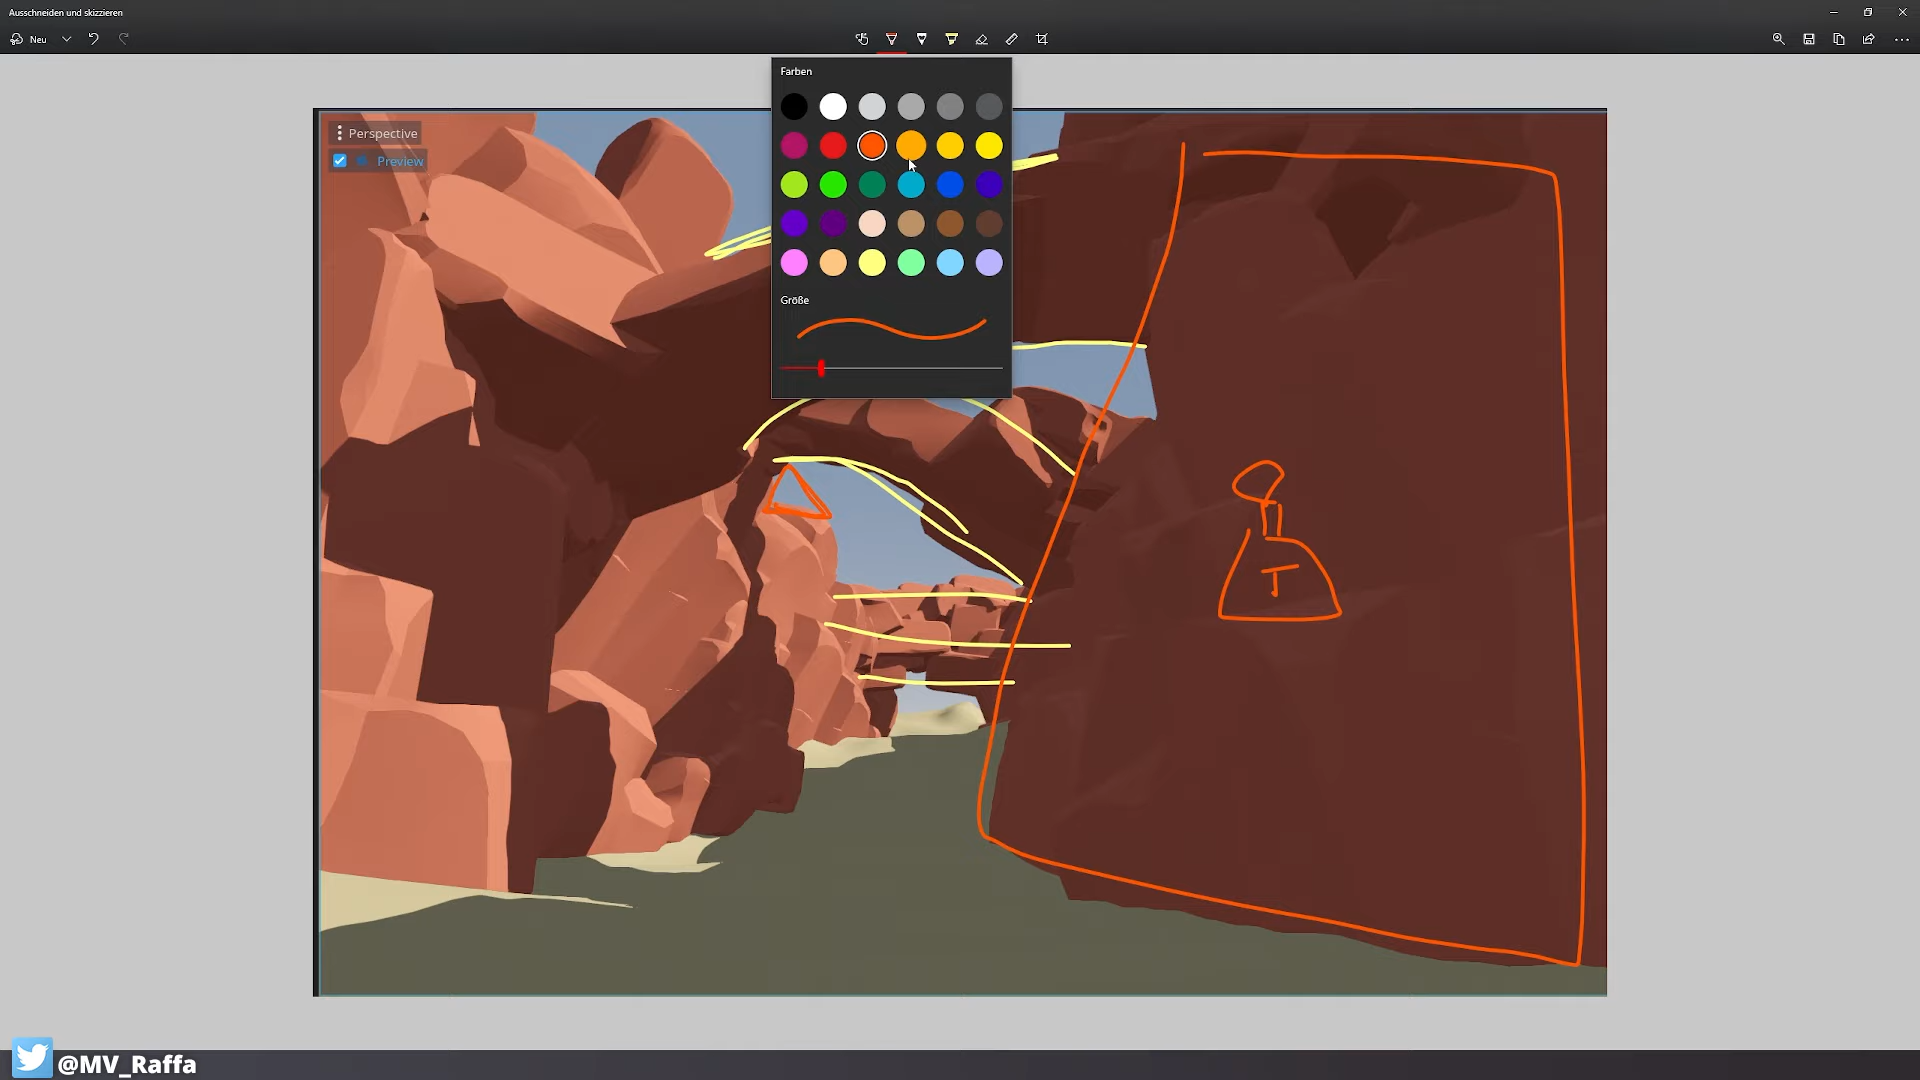 Ausschneiden und skizzieren
Neu
Farben
Perspective
Preview
Größe
T
@MV_Raffa